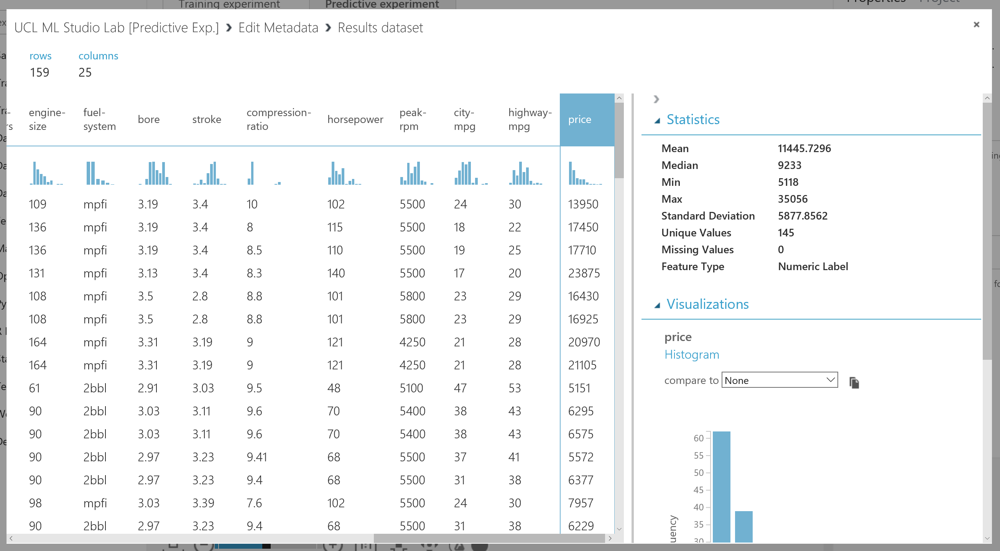 Training experiment Predictive experiment Properties Project
UCL ML Studio Lab [Predictive Exp.] › Edit Metadata › Results dataset
rows columns
159 25
engine-size fuel-system bore stroke compression-ratio horsepower peak-rpm city-mpg highway-mpg price
109 mpfi 3.19 3.4 10 102 5500 24 30 13950
136 mpfi 3.19 3.4 8 115 5500 18 22 17450
136 mpfi 3.19 3.4 8.5 110 5500 19 25 17710
131 mpfi 3.13 3.4 8.3 140 5500 17 20 23875
108 mpfi 3.5 2.8 8.8 101 5800 23 29 16430
108 mpfi 3.5 2.8 8.8 101 5800 23 29 16925
164 mpfi 3.31 3.19 9 121 4250 21 28 20970
164 mpfi 3.31 3.19 9 121 4250 21 28 21105
61 2bbl 2.91 3.03 9.5 48 5100 47 53 5151
90 2bbl 3.03 3.11 9.6 70 5400 38 43 6295
90 2bbl 3.03 3.11 9.6 70 5400 38 43 6575
90 2bbl 2.97 3.23 9.41 68 5500 37 41 5572
90 2bbl 2.97 3.23 9.4 68 5500 31 38 6377
98 mpfi 3.03 3.39 7.6 102 5500 24 30 7957
90 2bbl 2.97 3.23 9.4 68 5500 31 38 6229
Statistics
Mean 11445.7296
Median 9233
Min 5118
Max 35056
Standard Deviation 5877.8562
Unique Values 145
Missing Values 0
Feature Type Numeric Label
Visualizations
price
Histogram
compare to None
60
55
50
45
40
35
30
uency